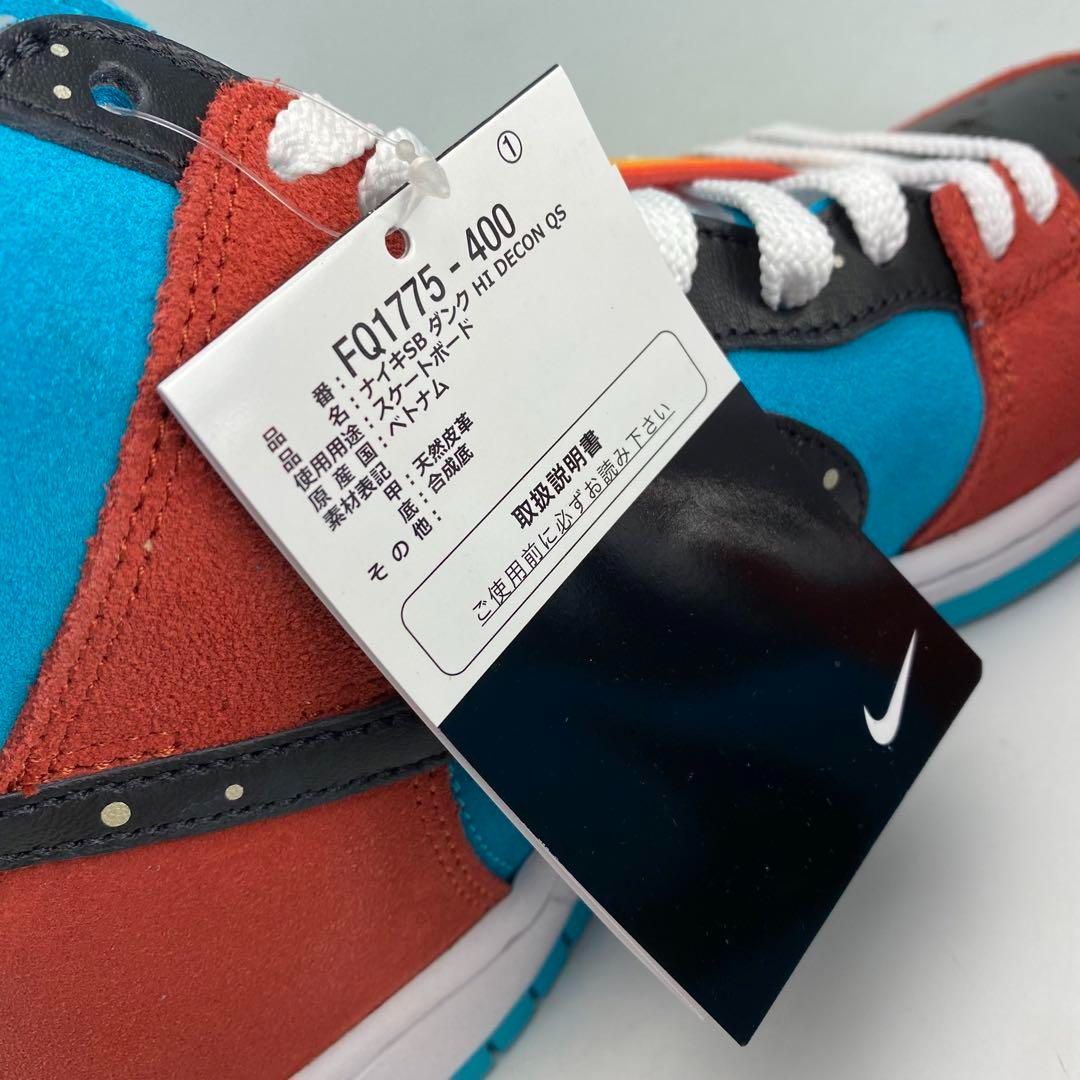 ①
品番：FQ1775 - 400
品名：ナイキSB ダンク HI DECON QS
使用用途：スケートボード
原産国：ベトナム
素材表記 甲：天然皮革
底：合成底
その他：
取扱説明書
ご使用前に必ずお読み下さい